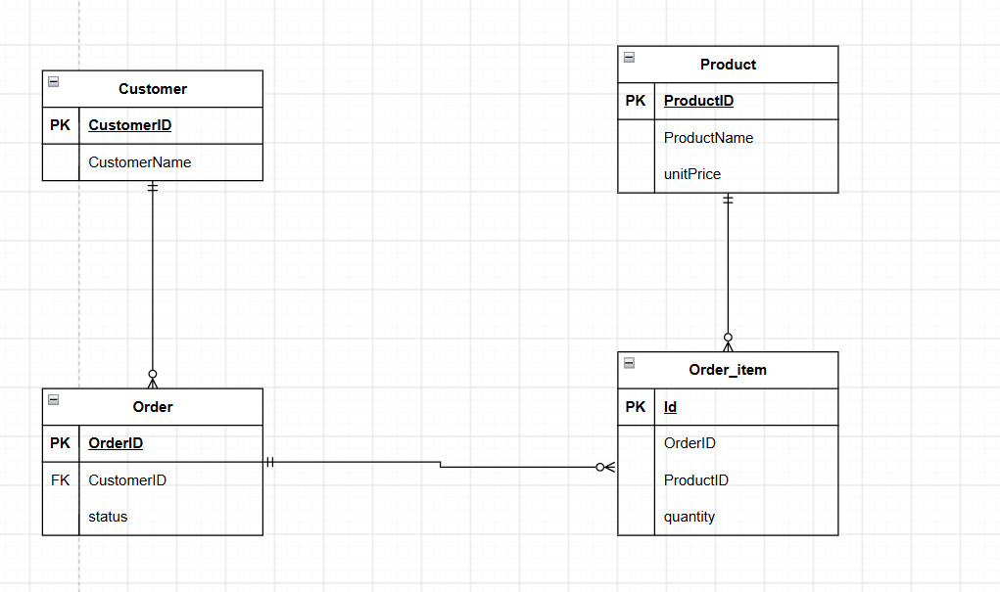 Customer
PK CustomerID
CustomerName
Product
PK ProductID
ProductName
unitPrice
Order
PK OrderID
FK CustomerID
status
Order_item
PK Id
OrderID
ProductID
quantity